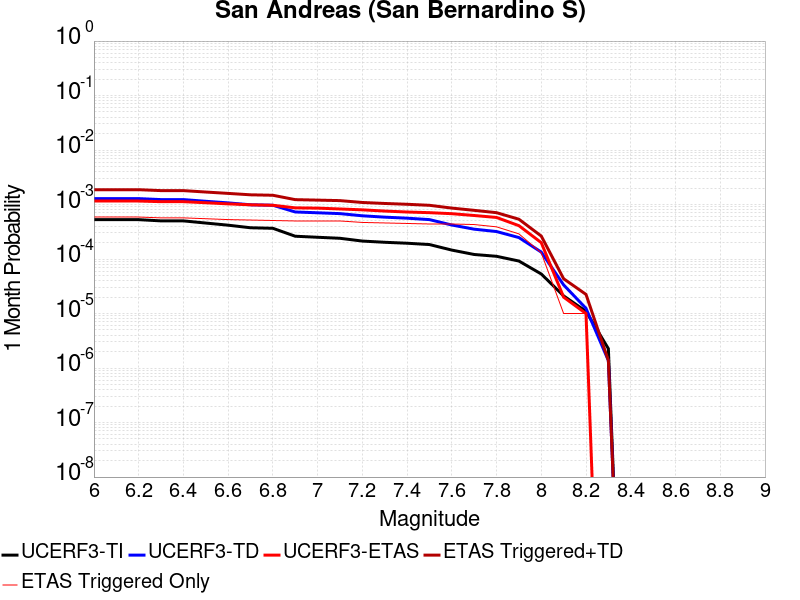 San Andreas (San Bernardino S)
10^0
10^-1
10^-2
10^-3
10^-4
10^-5
10^-6
10^-7
10^-8
1 Month Probability
6 6.2 6.4 6.6 6.8 7 7.2 7.4 7.6 7.8 8 8.2 8.4 8.6 8.8 9
Magnitude
UCERF3-TI UCERF3-TD UCERF3-ETAS ETAS Triggered+TD
ETAS Triggered Only